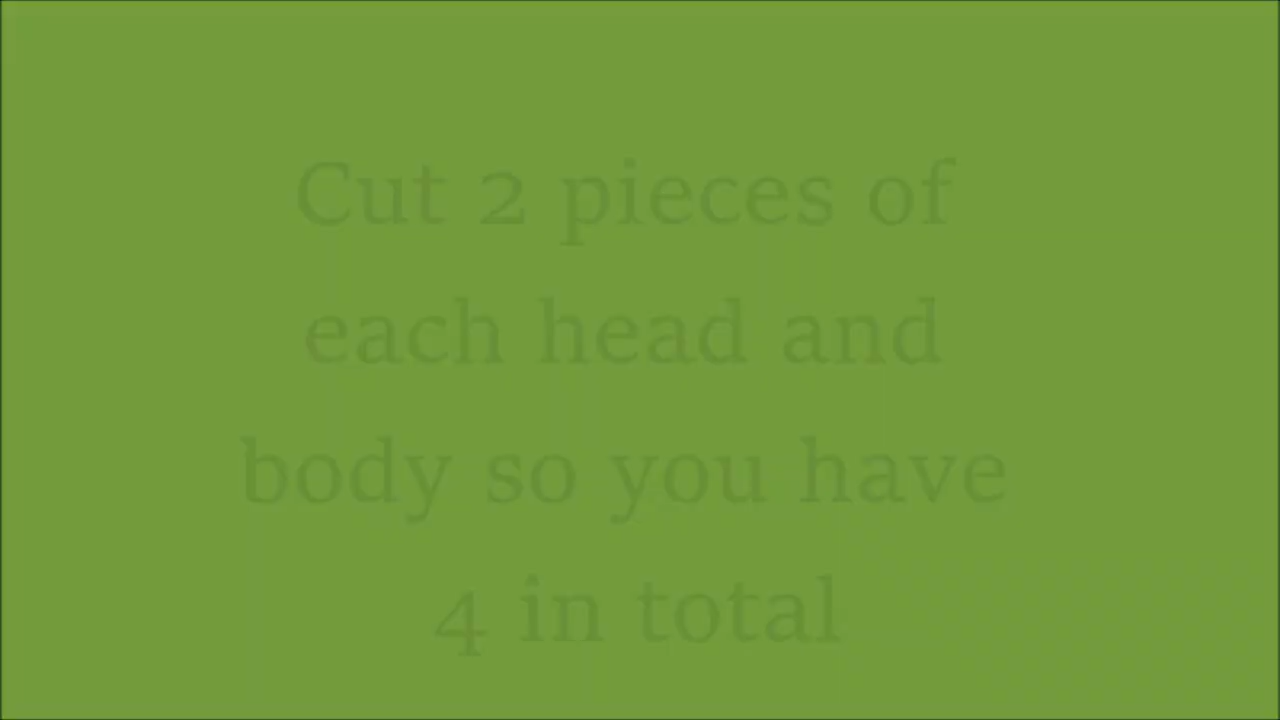 Cut 2 pieces of
each head and
body so you have
4 in total